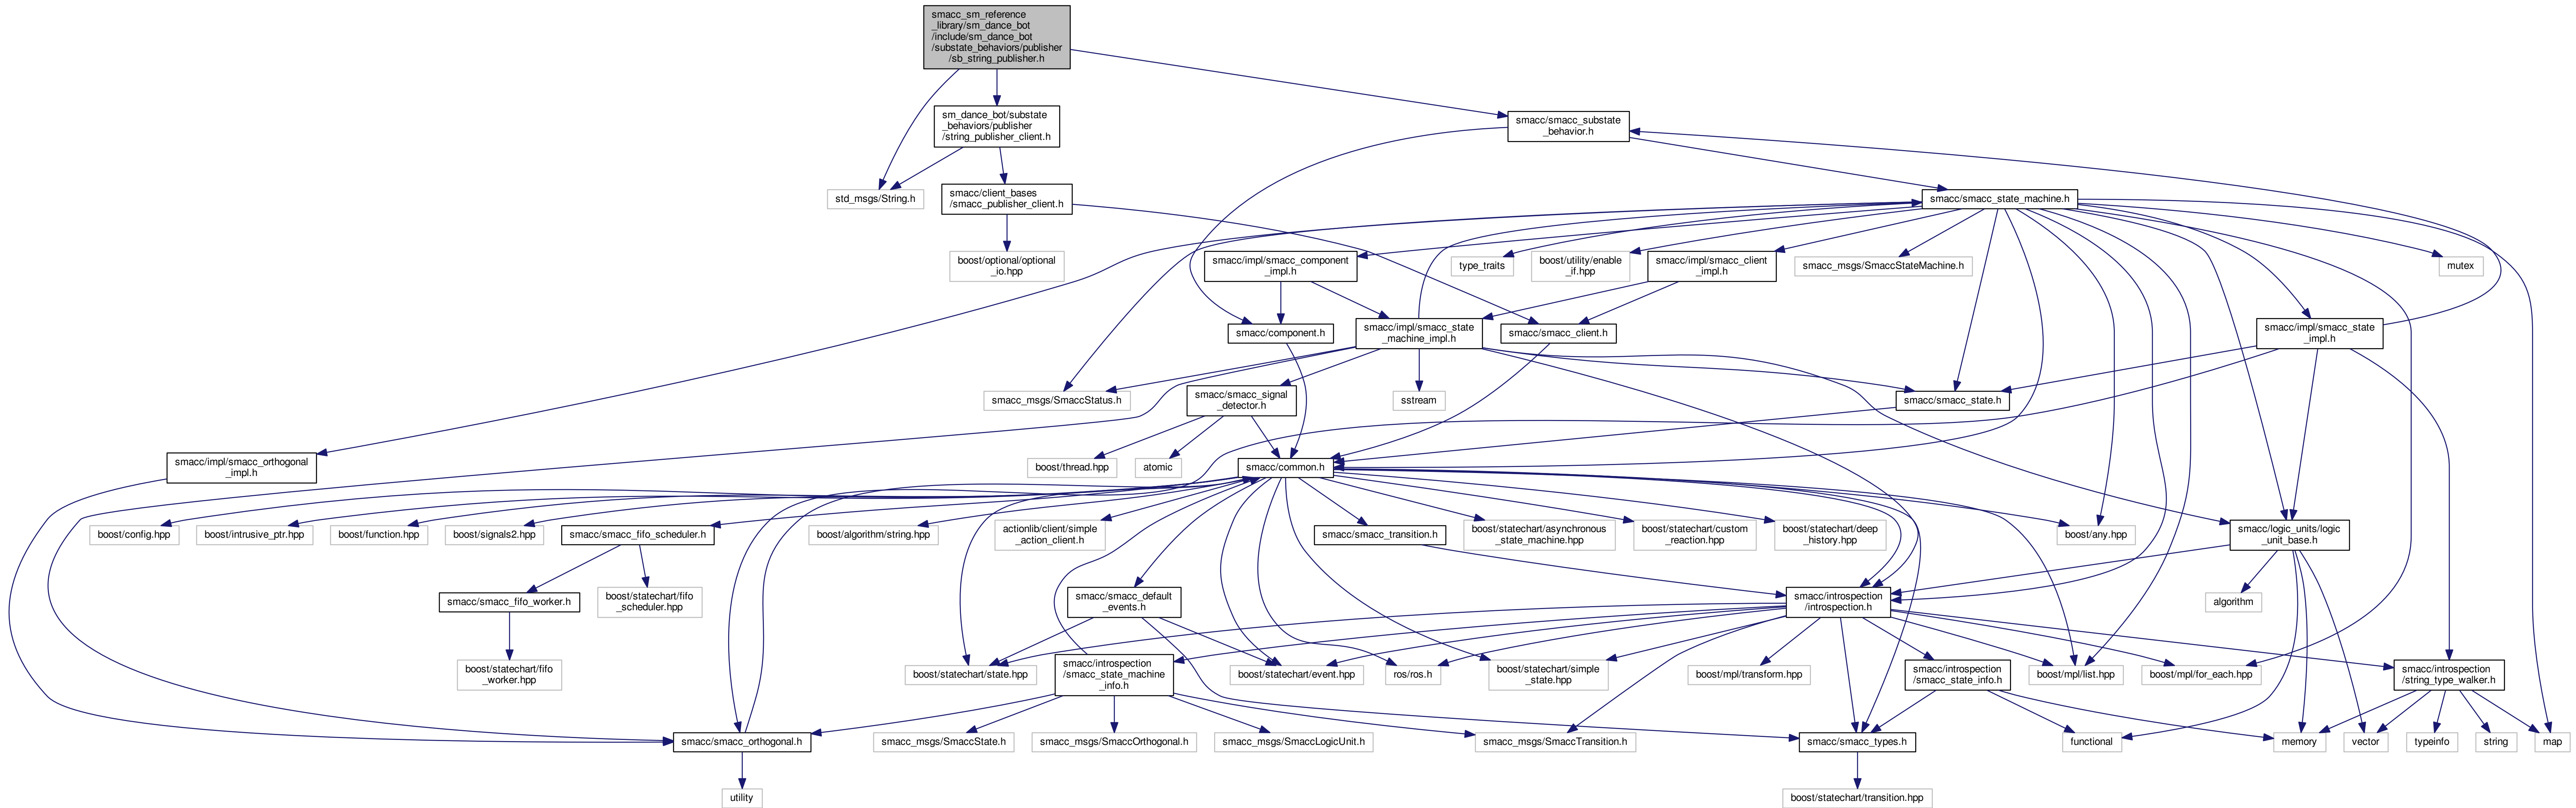 smacc_sm_reference
_library/sm_dance_bot
/include/sm_dance_bot
/substate_behaviors/publisher
/sb_string_publisher.h
sm_dance_bot/substate
_behaviors/publisher
/string_publisher_client.h
smacc/smacc_substate
_behavior.h
std_msgs/String.h
smacc/client_bases
/smacc_publisher_client.h
smacc/smacc_state_machine.h
boost/optional/optional
_io.hpp
smacc/impl/smacc_component
_impl.h
type_traits
boost/utility/enable
_if.hpp
smacc/impl/smacc_client
_impl.h
smacc_msgs/SmaccStateMachine.h
mutex
smacc/component.h
smacc/impl/smacc_state
_machine_impl.h
smacc/smacc_client.h
smacc/impl/smacc_state
_impl.h
smacc_msgs/SmaccStatus.h
smacc/smacc_signal
_detector.h
sstream
smacc/smacc_state.h
smacc/impl/smacc_orthogonal
_impl.h
boost/thread.hpp
atomic
smacc/common.h
boost/config.hpp
boost/intrusive_ptr.hpp
boost/function.hpp
boost/signals2.hpp
smacc/smacc_fifo_scheduler.h
boost/algorithm/string.hpp
actionlib/client/simple
_action_client.h
smacc/smacc_transition.h
boost/statechart/asynchronous
_state_machine.hpp
boost/statechart/custom
_reaction.hpp
boost/statechart/deep
_history.hpp
boost/any.hpp
smacc/logic_units/logic
_unit_base.h
smacc/smacc_fifo_worker.h
boost/statechart/fifo
_scheduler.hpp
smacc/smacc_default
_events.h
smacc/introspection
/introspection.h
algorithm
boost/statechart/fifo
_worker.hpp
boost/statechart/state.hpp
smacc/introspection
/smacc_state_machine
_info.h
boost/statechart/event.hpp
ros/ros.h
boost/statechart/simple
_state.hpp
boost/mpl/transform.hpp
smacc/introspection
/smacc_state_info.h
boost/mpl/list.hpp
boost/mpl/for_each.hpp
smacc/introspection
/string_type_walker.h
smacc/smacc_orthogonal.h
smacc_msgs/SmaccState.h
smacc_msgs/SmaccOrthogonal.h
smacc_msgs/SmaccLogicUnit.h
smacc_msgs/SmaccTransition.h
smacc/smacc_types.h
functional
memory
vector
typeinfo
string
map
utility
boost/statechart/transition.hpp